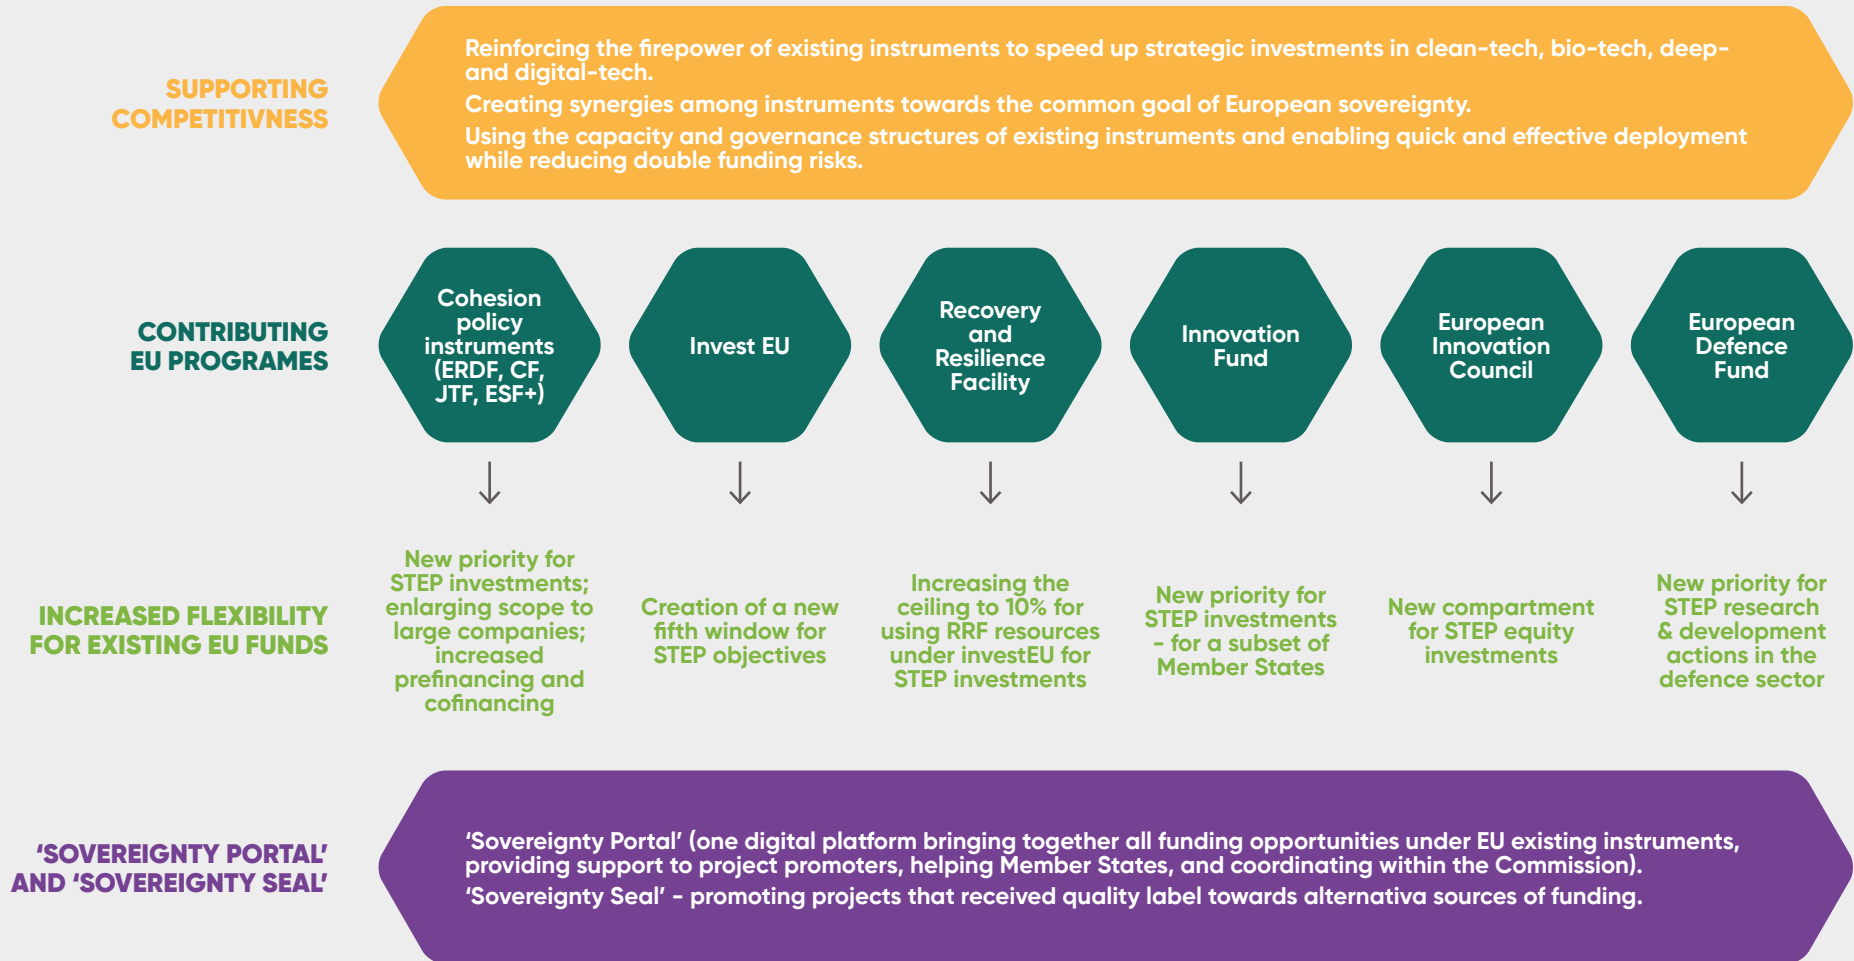 SUPPORTING
COMPETITIVNESS
Reinforcing the firepower of existing instruments to speed up strategic investments in clean-tech, bio-tech, deep-
and digital-tech.
Creating synergies among instruments towards the common goal of European sovereignty.
Using the capacity and governance structures of existing instruments and enabling quick and effective deployment
while reducing double funding risks.
CONTRIBUTING
EU PROGRAMES
Cohesion
policy
instruments
(ERDF, CF,
JTF, ESF+)
Invest EU
Recovery
and
Resilience
Facility
Innovation
Fund
European
Innovation
Council
European
Defence
Fund
INCREASED FLEXIBILITY
FOR EXISTING EU FUNDS
New priority for
STEP investments;
enlarging scope to
large companies;
increased
prefinancing and
cofinancing
Creation of a new
fifth window for
STEP objectives
Increasing the
ceiling to 10% for
using RRF resources
under investEU for
STEP investments
New priority for
STEP investments
- for a subset of
Member States
New compartment
for STEP equity
investments
New priority for
STEP research
& development
actions in the
defence sector
‘SOVEREIGNTY PORTAL’
AND ‘SOVEREIGNTY SEAL’
‘Sovereignty Portal’ (one digital platform bringing together all funding opportunities under EU existing instruments,
providing support to project promoters, helping Member States, and coordinating within the Commission).
‘Sovereignty Seal’ - promoting projects that received quality label towards alternativa sources of funding.